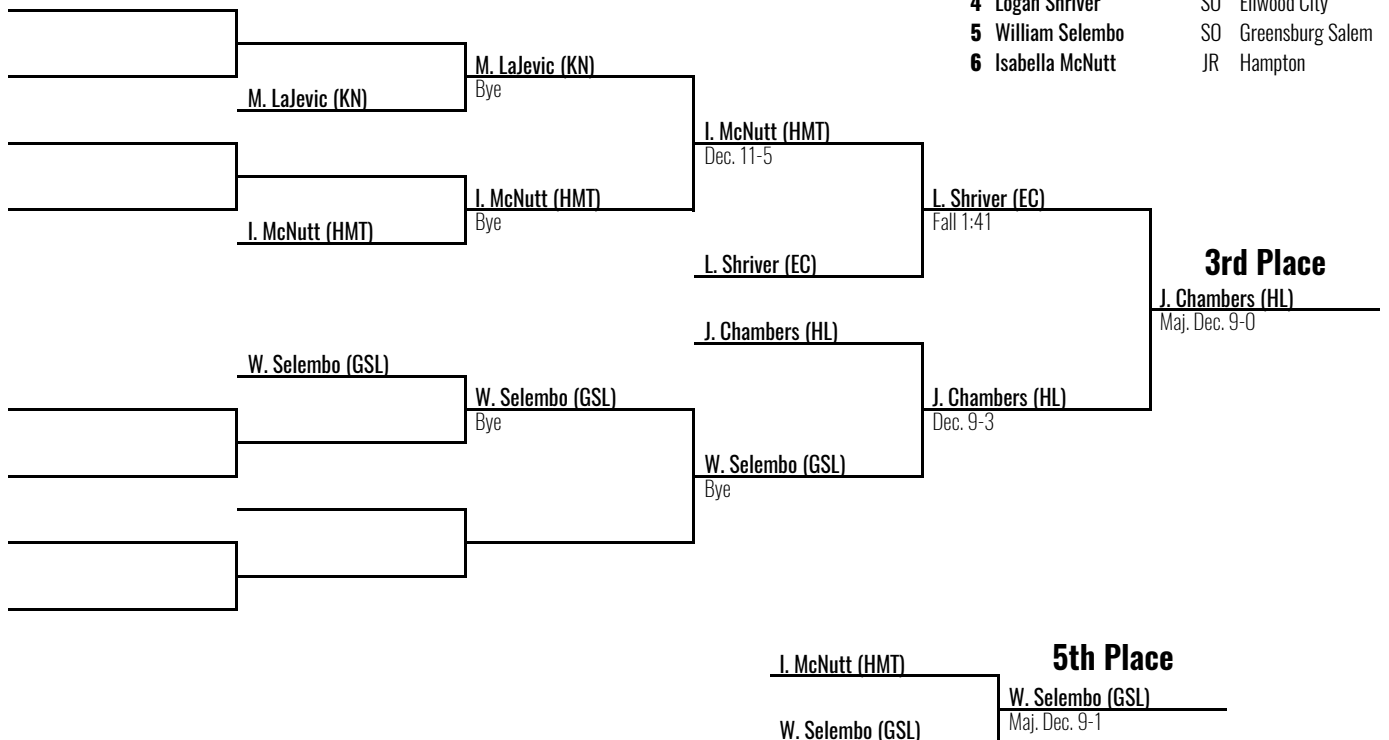 4 Logan Shriver SO Ellwood City
5 William Selembo SO Greensburg Salem
6 Isabella McNutt JR Hampton
M. LaJevic (KN)
Bye
M. LaJevic (KN)
I. McNutt (HMT)
Dec. 11-5
I. McNutt (HMT)
Bye
L. Shriver (EC)
Fall 1:41
I. McNutt (HMT)
L. Shriver (EC)
3rd Place
J. Chambers (HL)
Maj. Dec. 9-0
J. Chambers (HL)
W. Selembo (GSL)
W. Selembo (GSL)
Bye
J. Chambers (HL)
Dec. 9-3
W. Selembo (GSL)
Bye
5th Place
I. McNutt (HMT)
W. Selembo (GSL)
Maj. Dec. 9-1
W. Selembo (GSL)